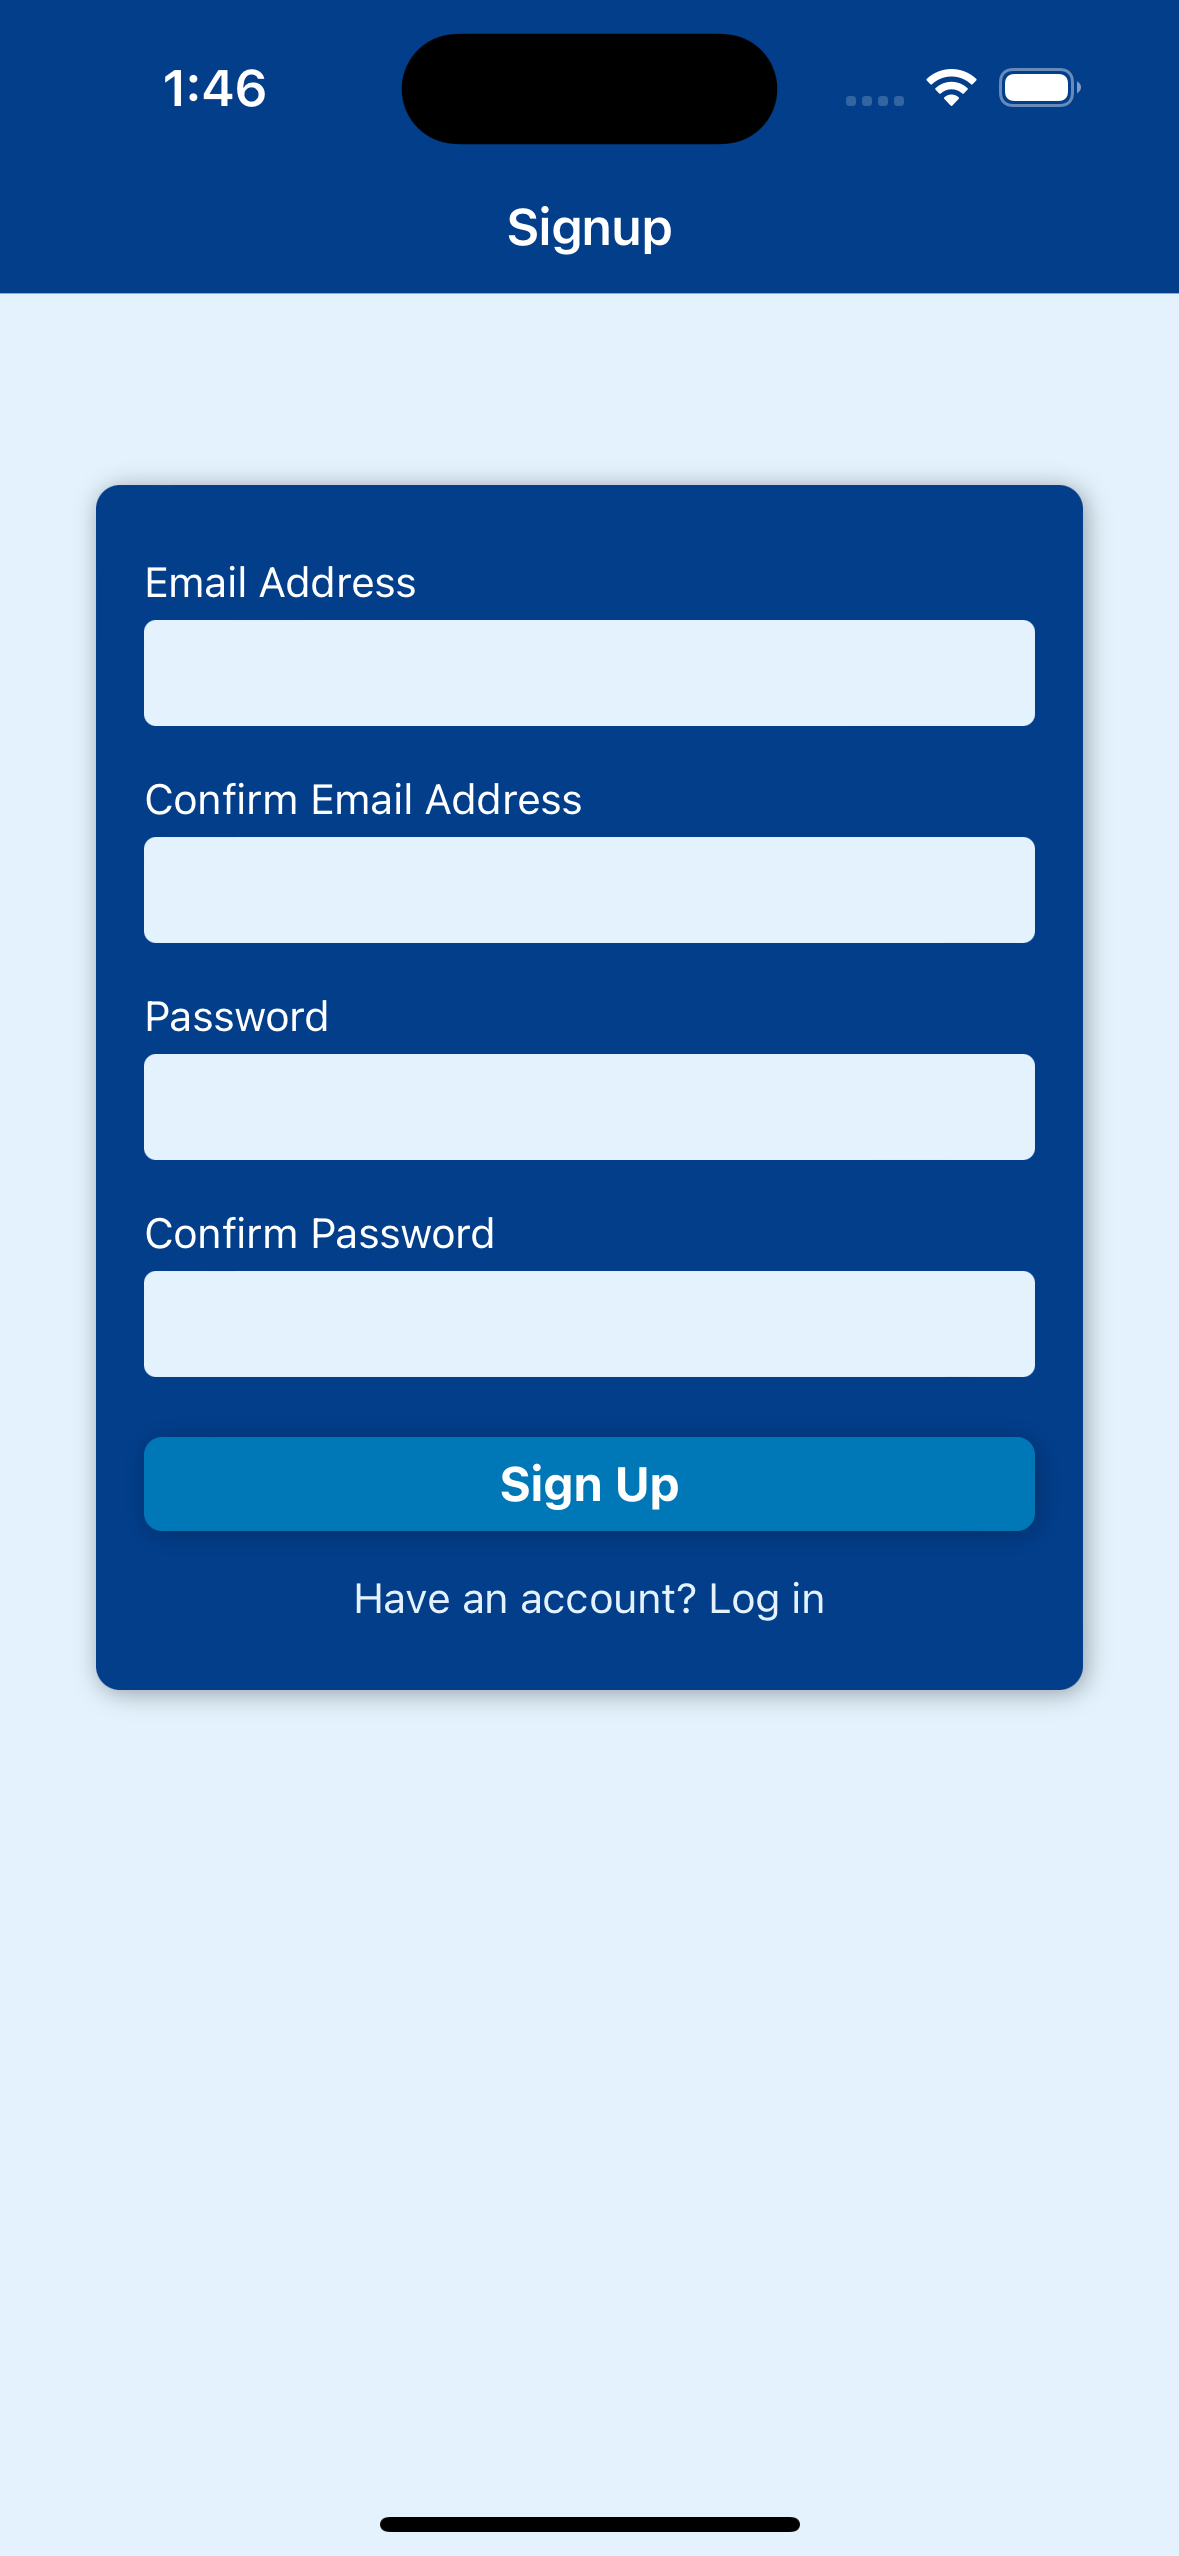 1:46
Signup
Email Address
Confirm Email Address
Password
Confirm Password
Sign Up
Have an account? Log in